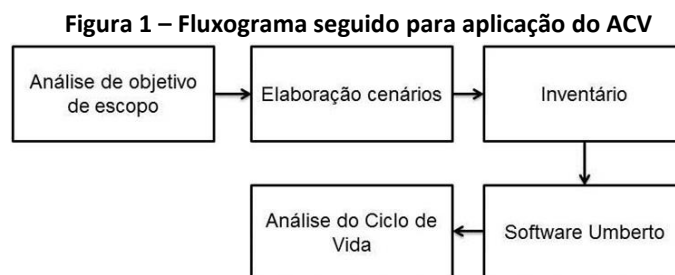 Figura 1 – Fluxograma seguido para aplicação do ACV
Análise de objetivo
de escopo
Elaboração cenários
Inventário
Software Umberto
Análise do Ciclo de
Vida